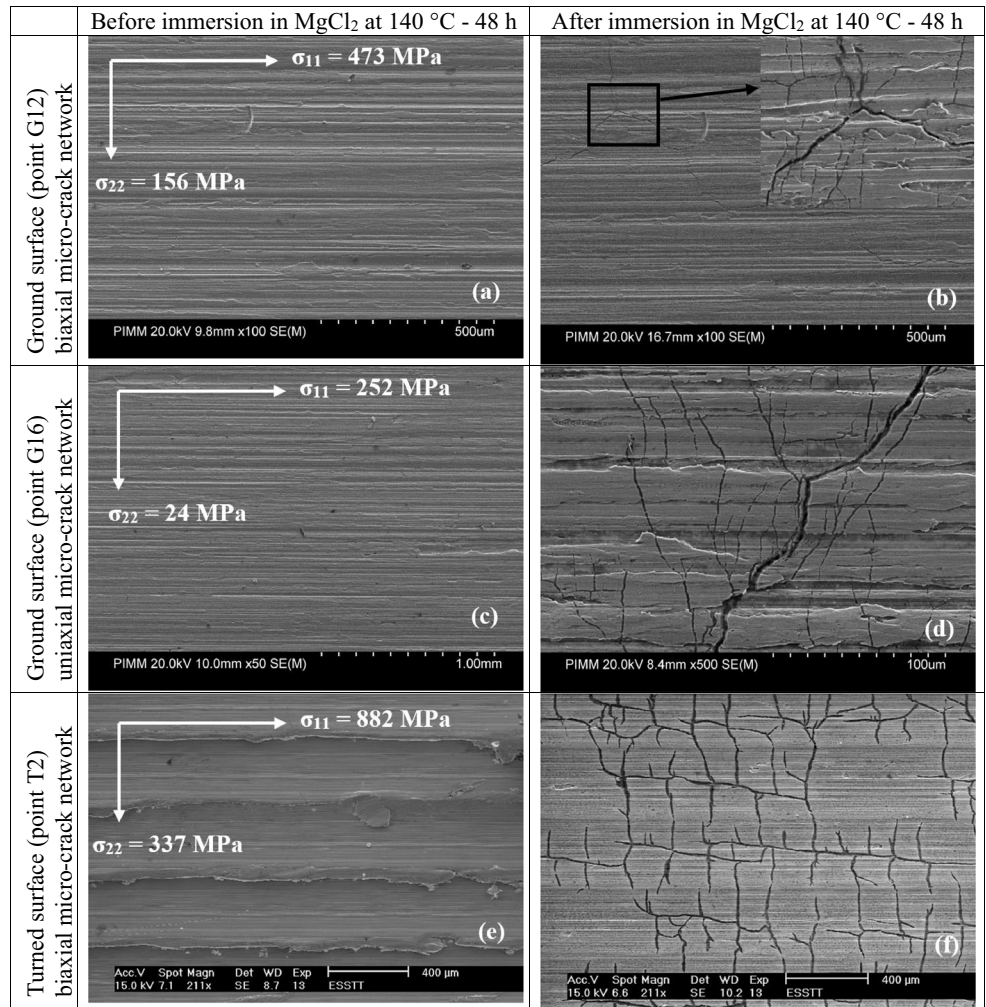 Before immersion in MgCl₂ at 140 °C - 48 h
After immersion in MgCl₂ at 140 °C - 48 h
Ground surface (point G12)
biaxial micro-crack network
σ₁₁ = 473 MPa
σ₂₂ = 156 MPa
(a)
PIMM 20.0kV 9.8mm x100 SE(M)
500um
(b)
PIMM 20.0kV 16.7mm x100 SE(M)
500um
Ground surface (point G16)
uniaxial micro-crack network
σ₁₁ = 252 MPa
σ₂₂ = 24 MPa
(c)
PIMM 20.0kV 10.0mm x50 SE(M)
1.00mm
(d)
PIMM 20.0kV 8.4mm x500 SE(M)
100um
Turned surface (point T2)
biaxial micro-crack network
σ₁₁ = 882 MPa
σ₂₂ = 337 MPa
(e)
Acc.V Spot Magn Det WD Exp
15.0 kV 7.1 211x SE 8.7 13 ESSTT
400 µm
(f)
Acc.V Spot Magn Det WD Exp
15.0 kV 6.6 211x SE 10.2 13 ESSTT
400 µm